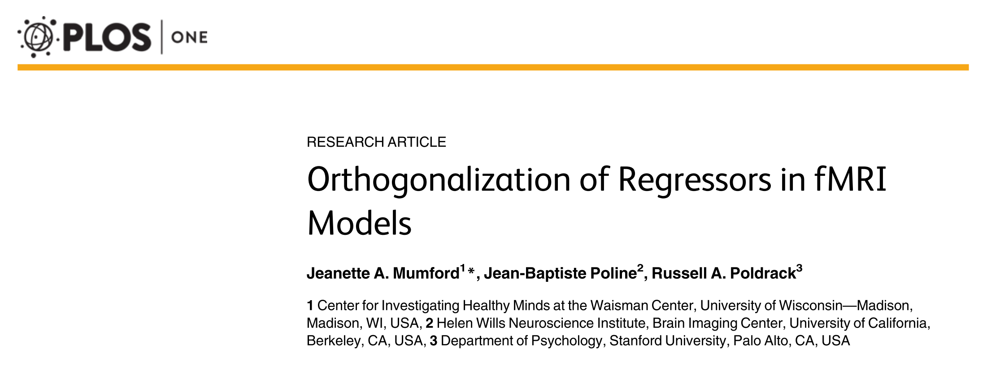 PLOS | ONE
RESEARCH ARTICLE
Orthogonalization of Regressors in fMRI
Models
Jeanette A. Mumford1*, Jean-Baptiste Poline2, Russell A. Poldrack3
1 Center for Investigating Healthy Minds at the Waisman Center, University of Wisconsin—Madison,
Madison, WI, USA, 2 Helen Wills Neuroscience Institute, Brain Imaging Center, University of California,
Berkeley, CA, USA, 3 Department of Psychology, Stanford University, Palo Alto, CA, USA